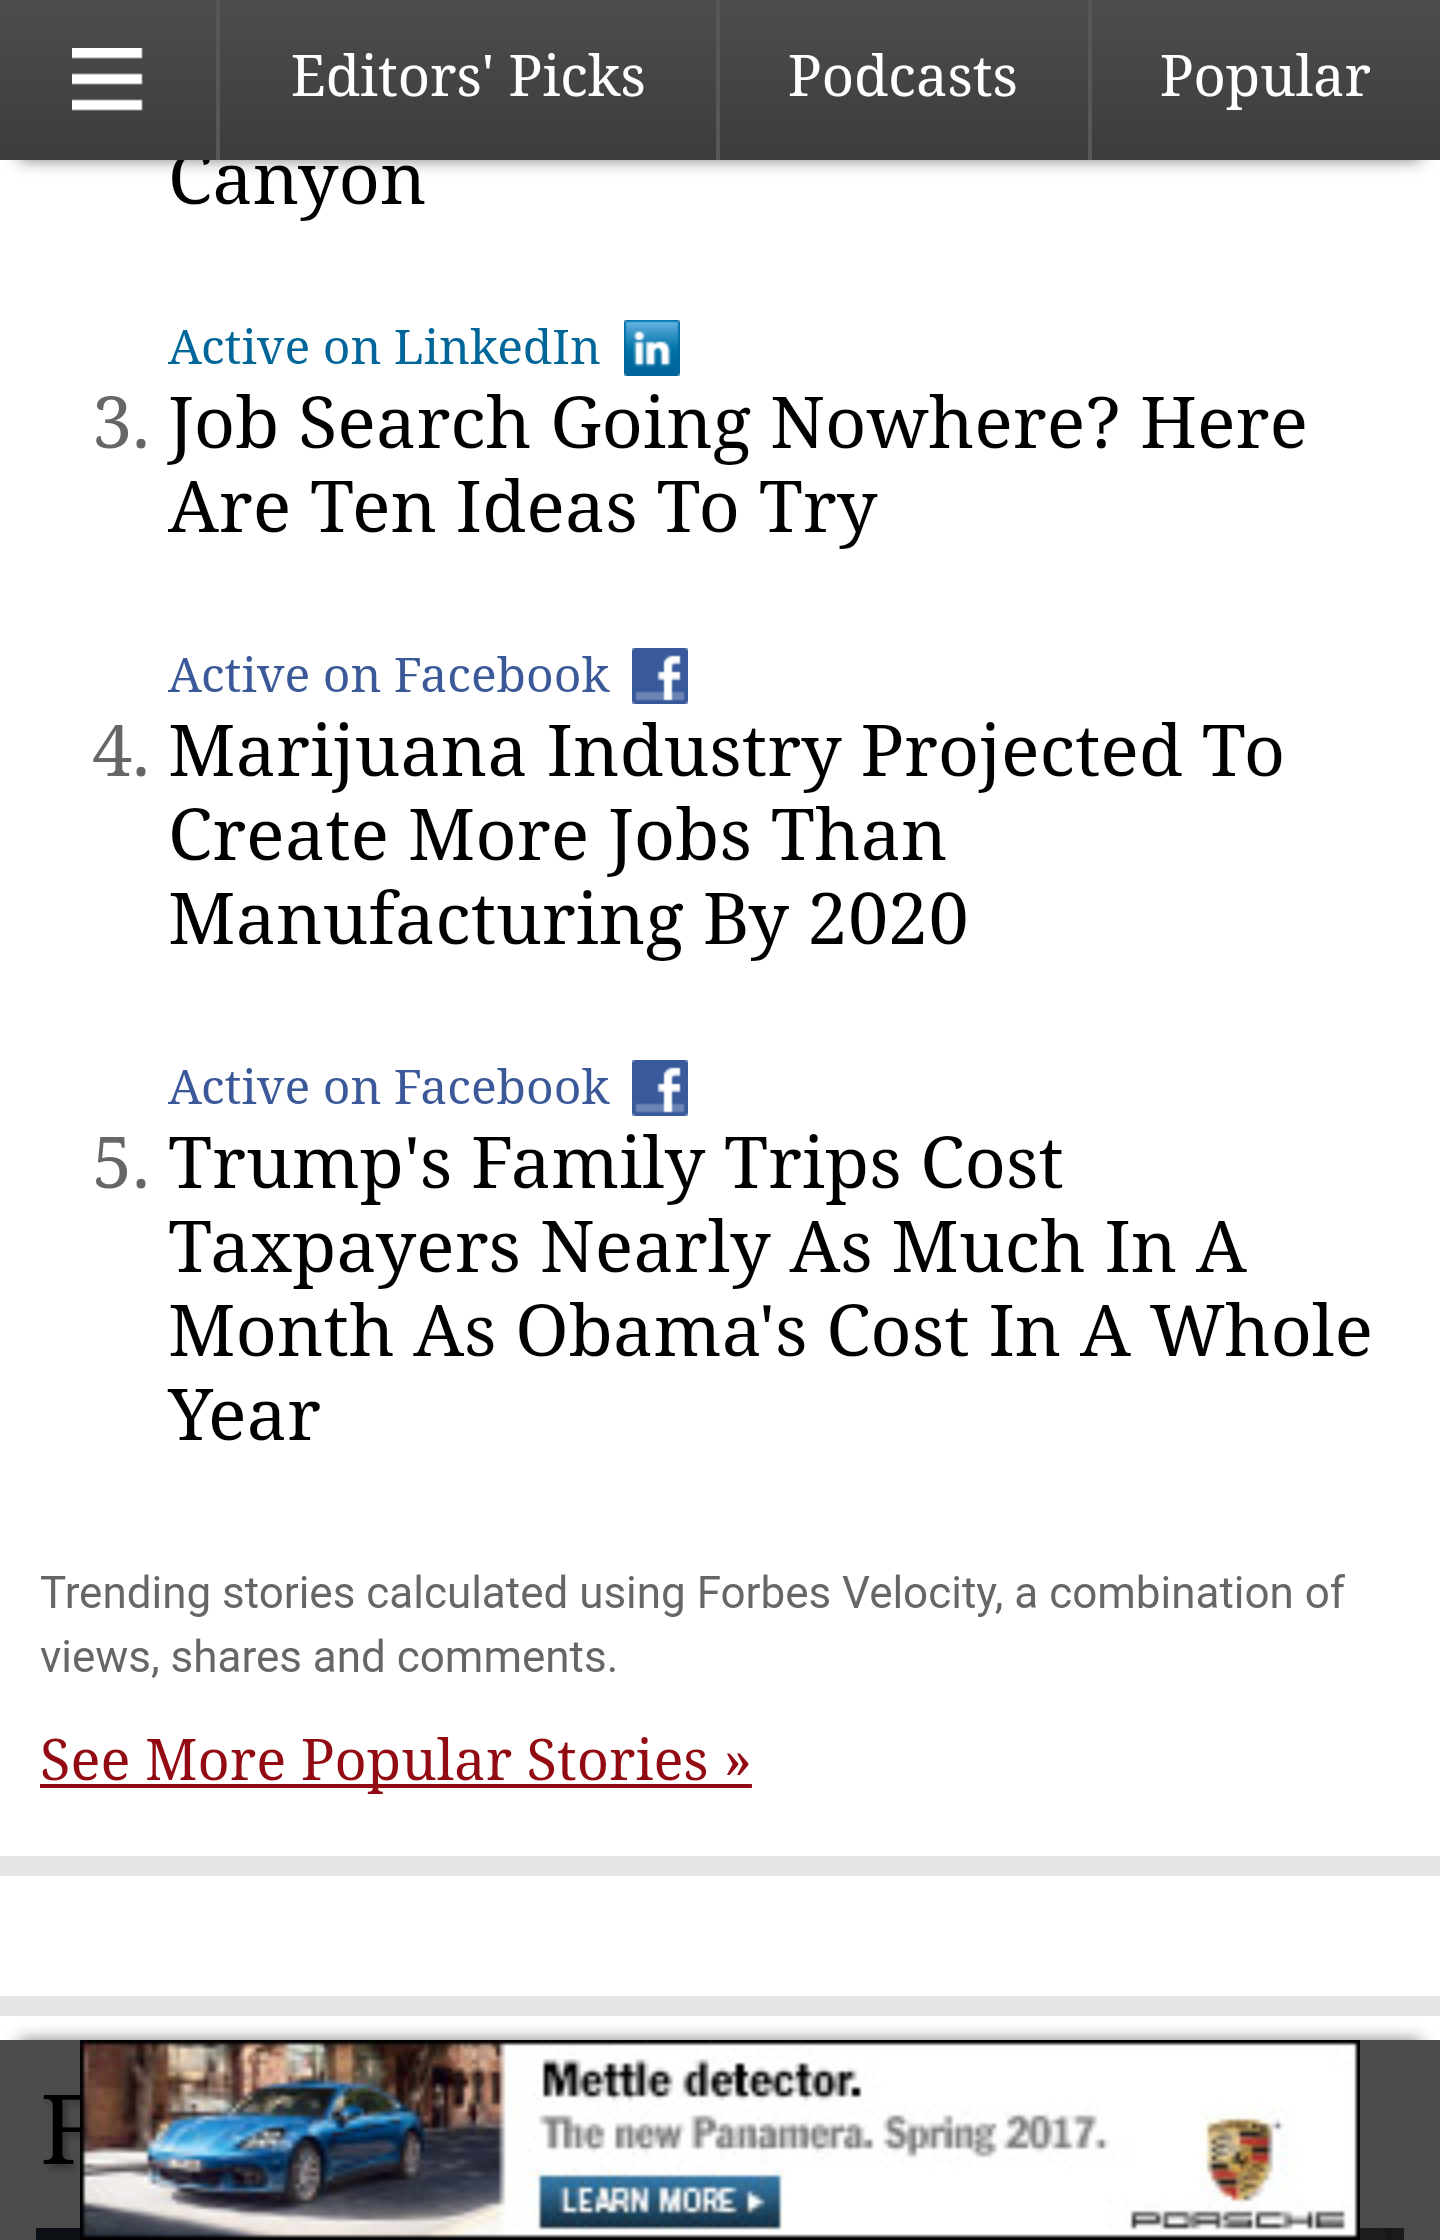 Editors' Picks
Podcasts
Popular
Canyon
Active on LinkedIn in
3. Job Search Going Nowhere? Here
Are Ten Ideas To Try
Active on Facebook f
4. Marijuana Industry Projected To
Create More Jobs Than
Manufacturing By 2020
Active on Facebook f
5. Trump's Family Trips Cost
Taxpayers Nearly As Much In A
Month As Obama's Cost In A Whole
Year
Trending stories calculated using Forbes Velocity, a combination of
views, shares and comments.
See More Popular Stories »
Mettle detector.
The new Panamera. Spring 2017.
LEARN MORE
PORSCHE